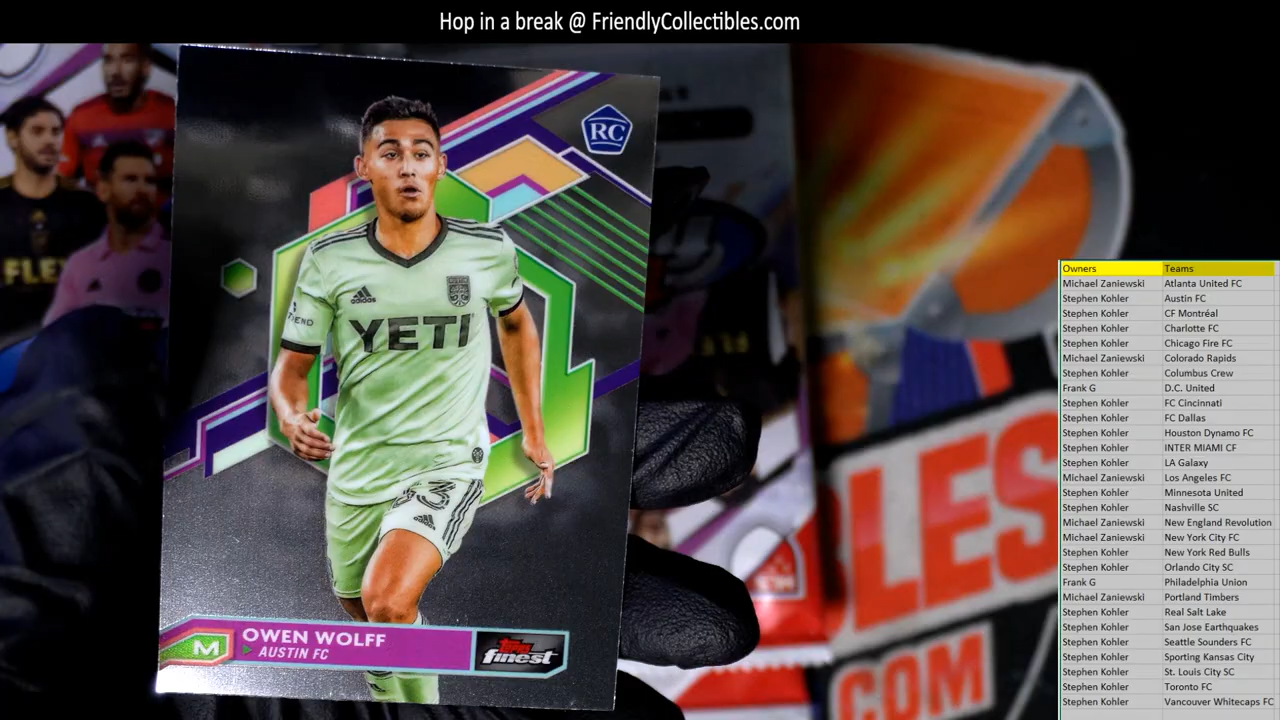 Hop in a break @ FriendlyCollectibles.com
RC
adidas
YETI
33
M
OWEN WOLFF
AUSTIN FC
TOPPS
finest
LES
.COM
Owners Teams
Michael Zaniewski Atlanta United FC
Stephen Kohler Austin FC
Stephen Kohler CF Montréal
Stephen Kohler Charlotte FC
Stephen Kohler Chicago Fire FC
Michael Zaniewski Colorado Rapids
Stephen Kohler Columbus Crew
Frank G D.C. United
Stephen Kohler FC Cincinnati
Stephen Kohler FC Dallas
Stephen Kohler Houston Dynamo FC
Stephen Kohler INTER MIAMI CF
Stephen Kohler LA Galaxy
Michael Zaniewski Los Angeles FC
Stephen Kohler Minnesota United
Stephen Kohler Nashville SC
Michael Zaniewski New England Revolution
Michael Zaniewski New York City FC
Stephen Kohler New York Red Bulls
Stephen Kohler Orlando City SC
Frank G Philadelphia Union
Michael Zaniewski Portland Timbers
Stephen Kohler Real Salt Lake
Stephen Kohler San Jose Earthquakes
Stephen Kohler Seattle Sounders FC
Stephen Kohler Sporting Kansas City
Stephen Kohler St. Louis City SC
Stephen Kohler Toronto FC
Stephen Kohler Vancouver Whitecaps FC